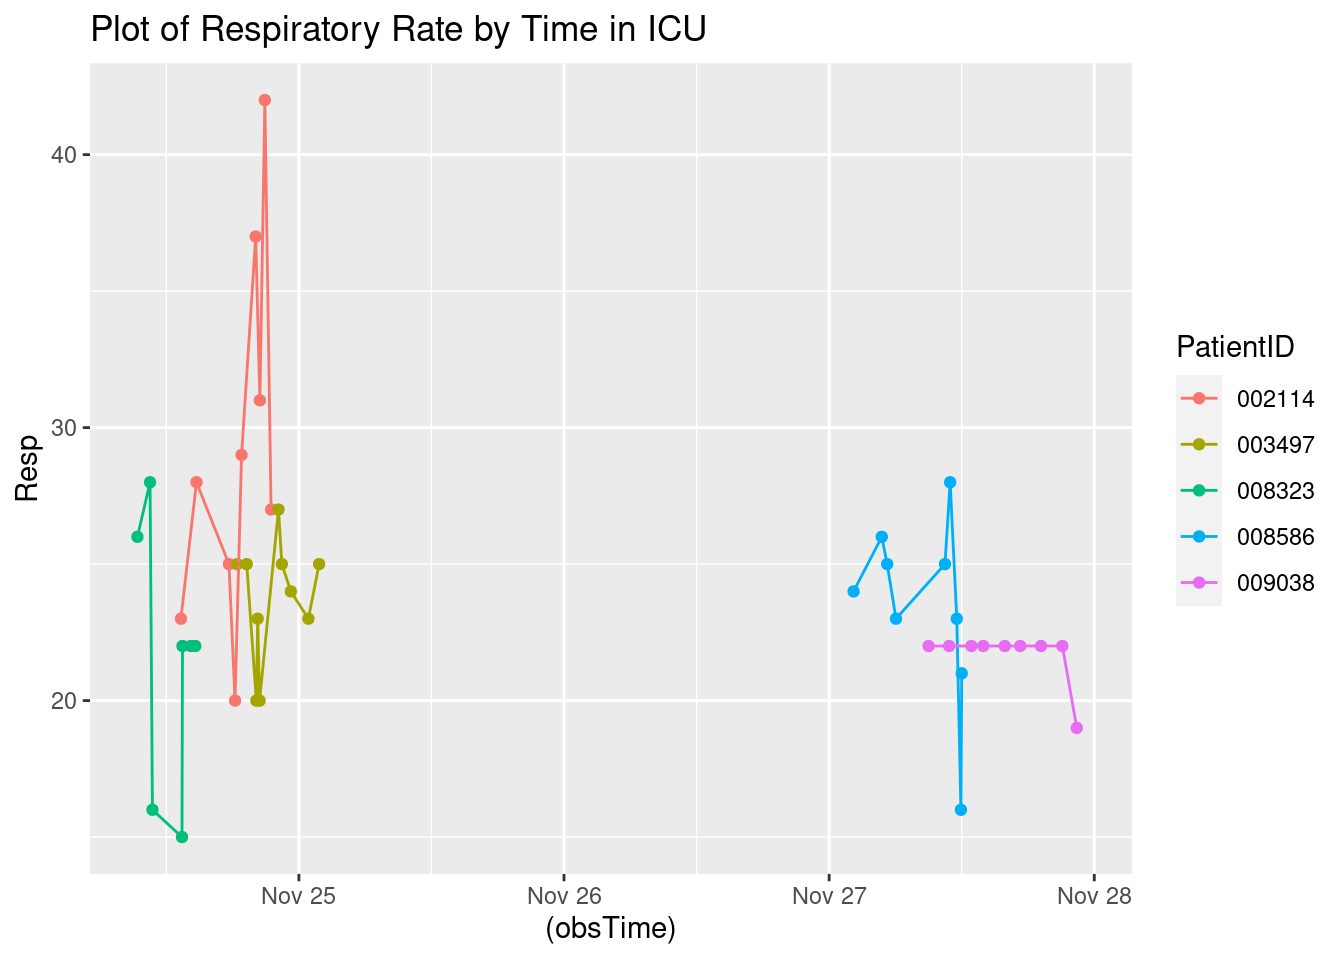 Plot of Respiratory Rate by Time in ICU
40
30
20
Resp
Nov 25
Nov 26
Nov 27
Nov 28
(obsTime)
PatientID
002114
003497
008323
008586
009038